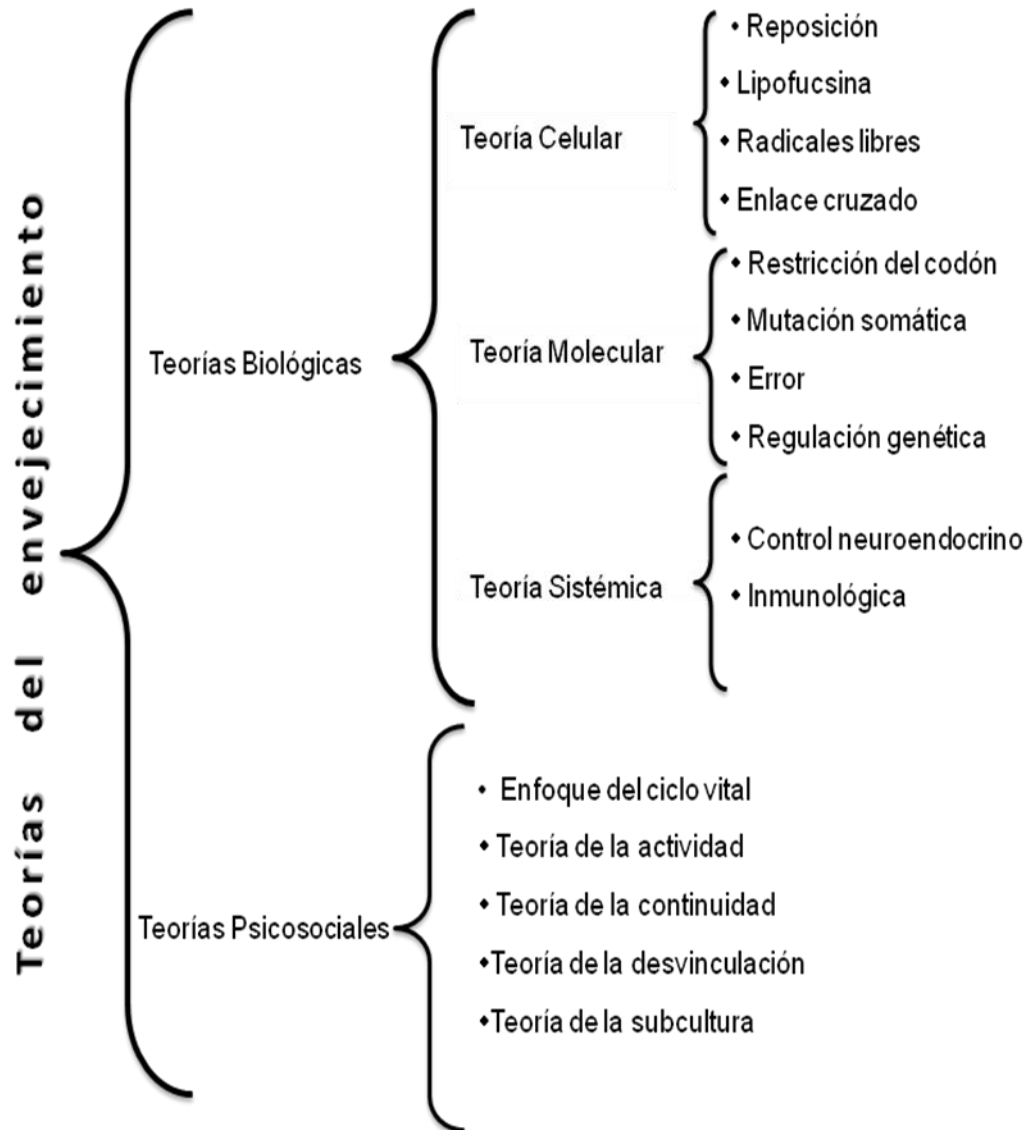 Teorías del envejecimiento
Teorías Biológicas
Teoría Celular
• Reposición
• Lipofucsina
• Radicales libres
• Enlace cruzado
Teoría Molecular
• Restricción del codón
• Mutación somática
• Error
• Regulación genética
Teoría Sistémica
• Control neuroendocrino
• Inmunológica
Teorías Psicosociales
• Enfoque del ciclo vital
• Teoría de la actividad
• Teoría de la continuidad
•Teoría de la desvinculación
•Teoría de la subcultura